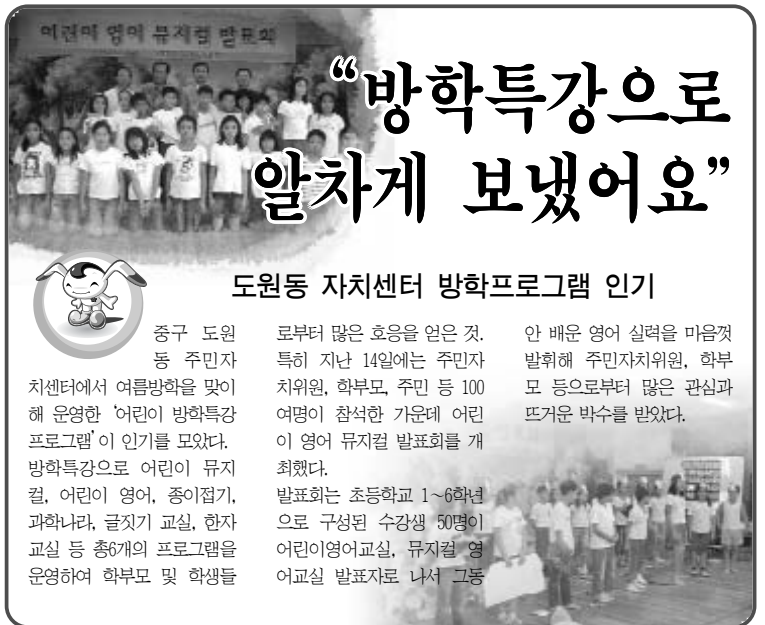 어린이 영어 뮤지컬 발표회
“방학특강으로
알차게 보냈어요”
도원동 자치센터 방학프로그램 인기
중구 도원
동 주민자
치센터에서 여름방학을 맞이
해 운영한 ‘어린이 방학특강
프로그램’이 인기를 모았다.
방학특강으로 어린이 뮤지
컬, 어린이 영어, 종이접기,
과학나라, 글짓기 교실, 한자
교실 등 총6개의 프로그램을
운영하여 학부모 및 학생들
로부터 많은 호응을 얻은 것.
특히 지난 14일에는 주민자
치위원, 학부모, 주민 등 100
여명이 참석한 가운데 어린
이 영어 뮤지컬 발표회를 개
최했다.
발표회는 초등학교 1~6학년
으로 구성된 수강생 50명이
어린이영어교실, 뮤지컬 영
어교실 발표자로 나서 그동
안 배운 영어 실력을 마음껏
발휘해 주민자치위원, 학부
모 등으로부터 많은 관심과
뜨거운 박수를 받았다.